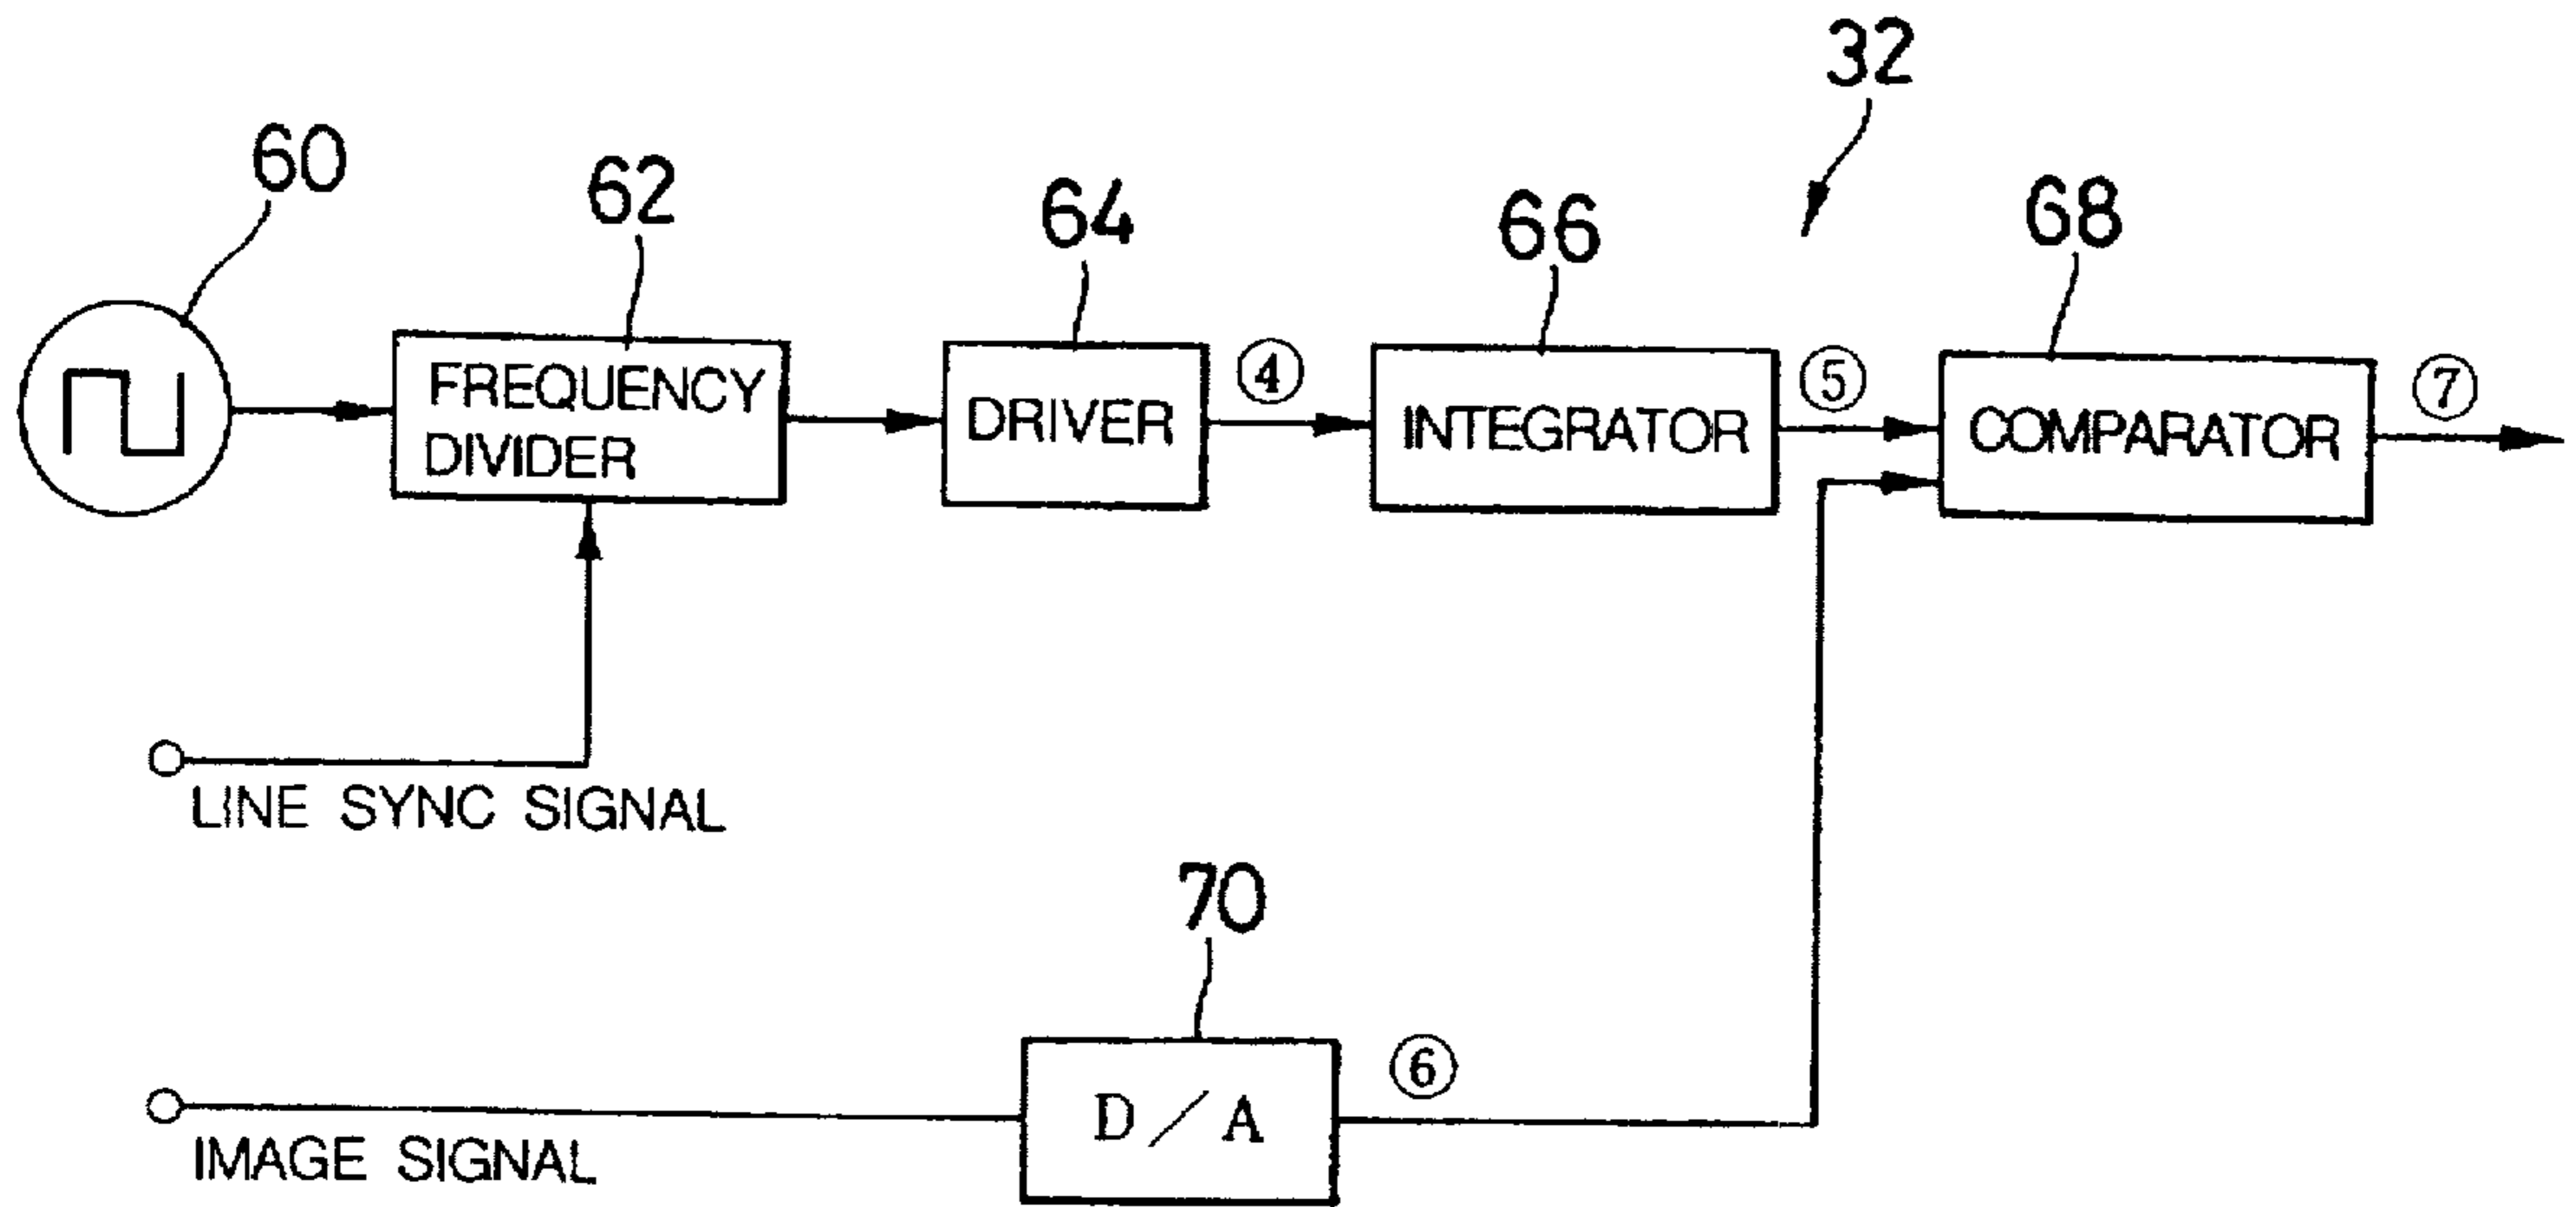 32
60
62
64
66
68
FREQUENCY
DIVIDER
DRIVER
④
INTEGRATOR
⑤
COMPARATOR
⑦
LINE SYNC SIGNAL
70
IMAGE SIGNAL
D/A
⑥